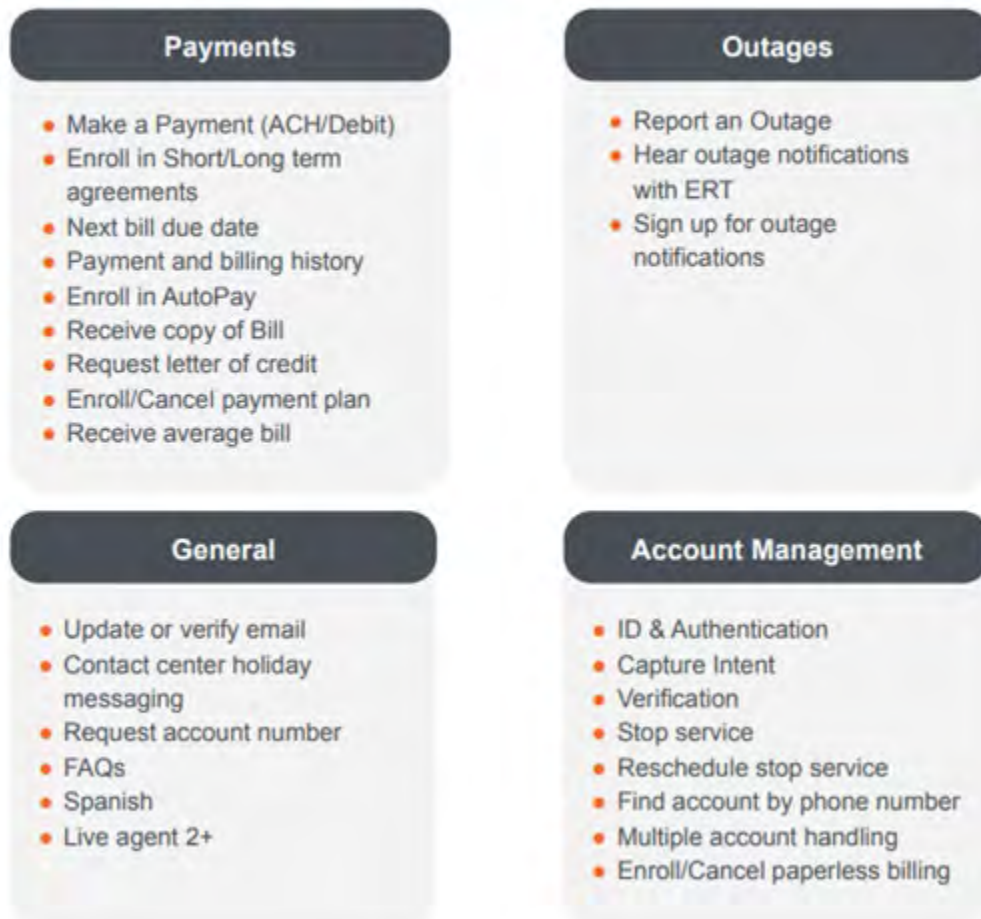 Payments
• Make a Payment (ACH/Debit)
• Enroll in Short/Long term
agreements
• Next bill due date
• Payment and billing history
• Enroll in AutoPay
• Receive copy of Bill
• Request letter of credit
• Enroll/Cancel payment plan
• Receive average bill
Outages
• Report an Outage
• Hear outage notifications
with ERT
• Sign up for outage
notifications
General
• Update or verify email
• Contact center holiday
messaging
• Request account number
• FAQs
• Spanish
• Live agent 2+
Account Management
• ID & Authentication
• Capture Intent
• Verification
• Stop service
• Reschedule stop service
• Find account by phone number
• Multiple account handling
• Enroll/Cancel paperless billing